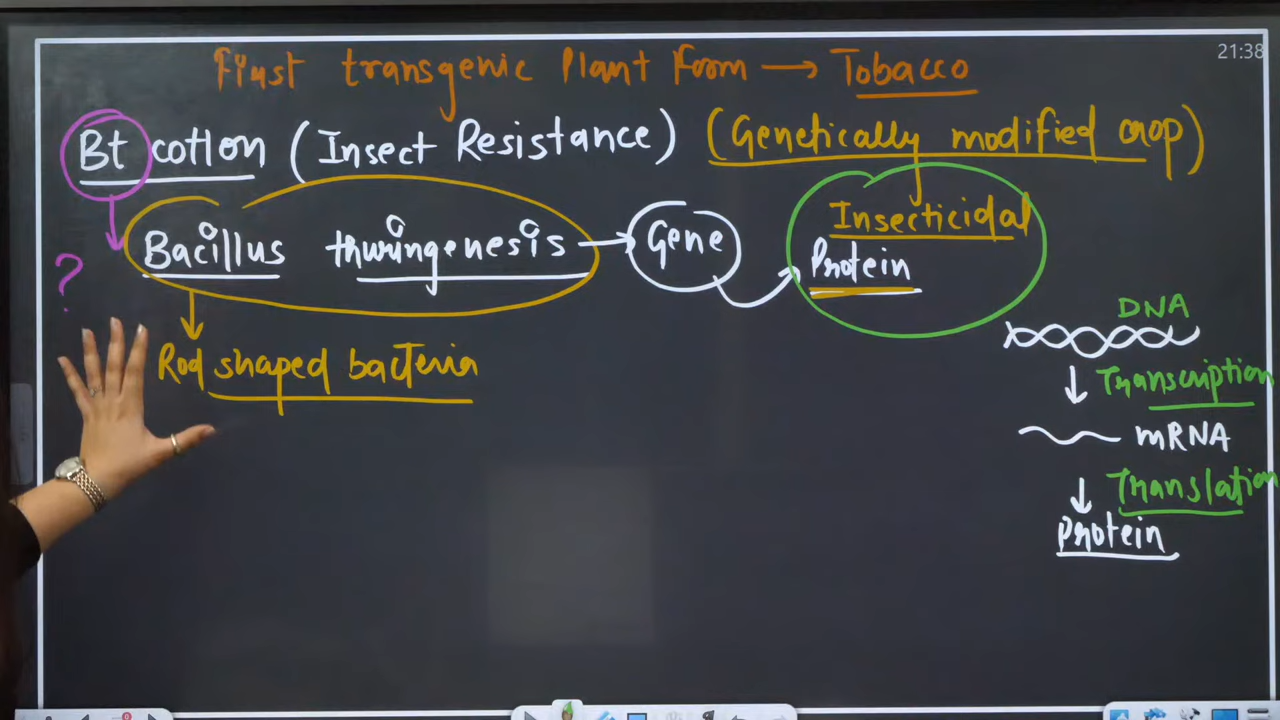 21:38
First transgenic Plant Form → Tobacco
Bt cotton (Insect Resistance) (Genetically modified crop)
Bacillus thuringenesis → Gene → Insecticidal Protein
?
Rod shaped bacteria
DNA
↓ Transcription
mRNA
↓ Translation
Protein